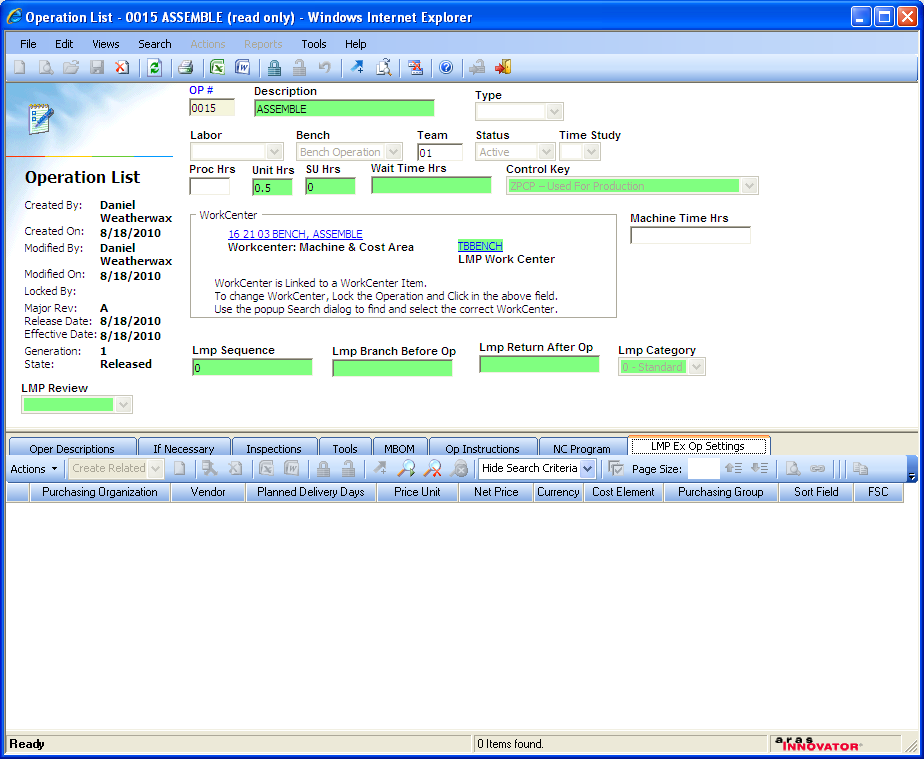 Operation List - 0015 ASSEMBLE (read only) - Windows Internet Explorer
File Edit Views Search Actions Reports Tools Help
OP # Description Type
0015 ASSEMBLE
Labor Bench Team Status Time Study
Bench Operation 01 Active
Proc Hrs Unit Hrs SU Hrs Wait Time Hrs Control Key
0.5 0 ZPCP -- Used For Production
Operation List
Created By: Daniel Weatherwax
Created On: 8/18/2010
Modified By: Daniel Weatherwax
Modified On: 8/18/2010
Locked By:
Major Rev: A
Release Date: 8/18/2010
Effective Date: 8/18/2010
Generation: 1
State: Released
LMP Review
WorkCenter
16 21 03 BENCH, ASSEMBLE
Workcenter: Machine & Cost Area
TBBENCH
LMP Work Center
WorkCenter is Linked to a WorkCenter Item.
To change WorkCenter, Lock the Operation and Click in the above field.
Use the popup Search dialog to find and select the correct WorkCenter.
Machine Time Hrs
Lmp Sequence Lmp Branch Before Op Lmp Return After Op Lmp Category
0 0 - Standard
Oper Descriptions If Necessary Inspections Tools MBOM Op Instructions NC Program LMP Ex Op Settings
Actions Create Related Hide Search Criteria Page Size:
Purchasing Organization Vendor Planned Delivery Days Price Unit Net Price Currency Cost Element Purchasing Group Sort Field FSC
Ready 0 Items found. aras INNOVATOR